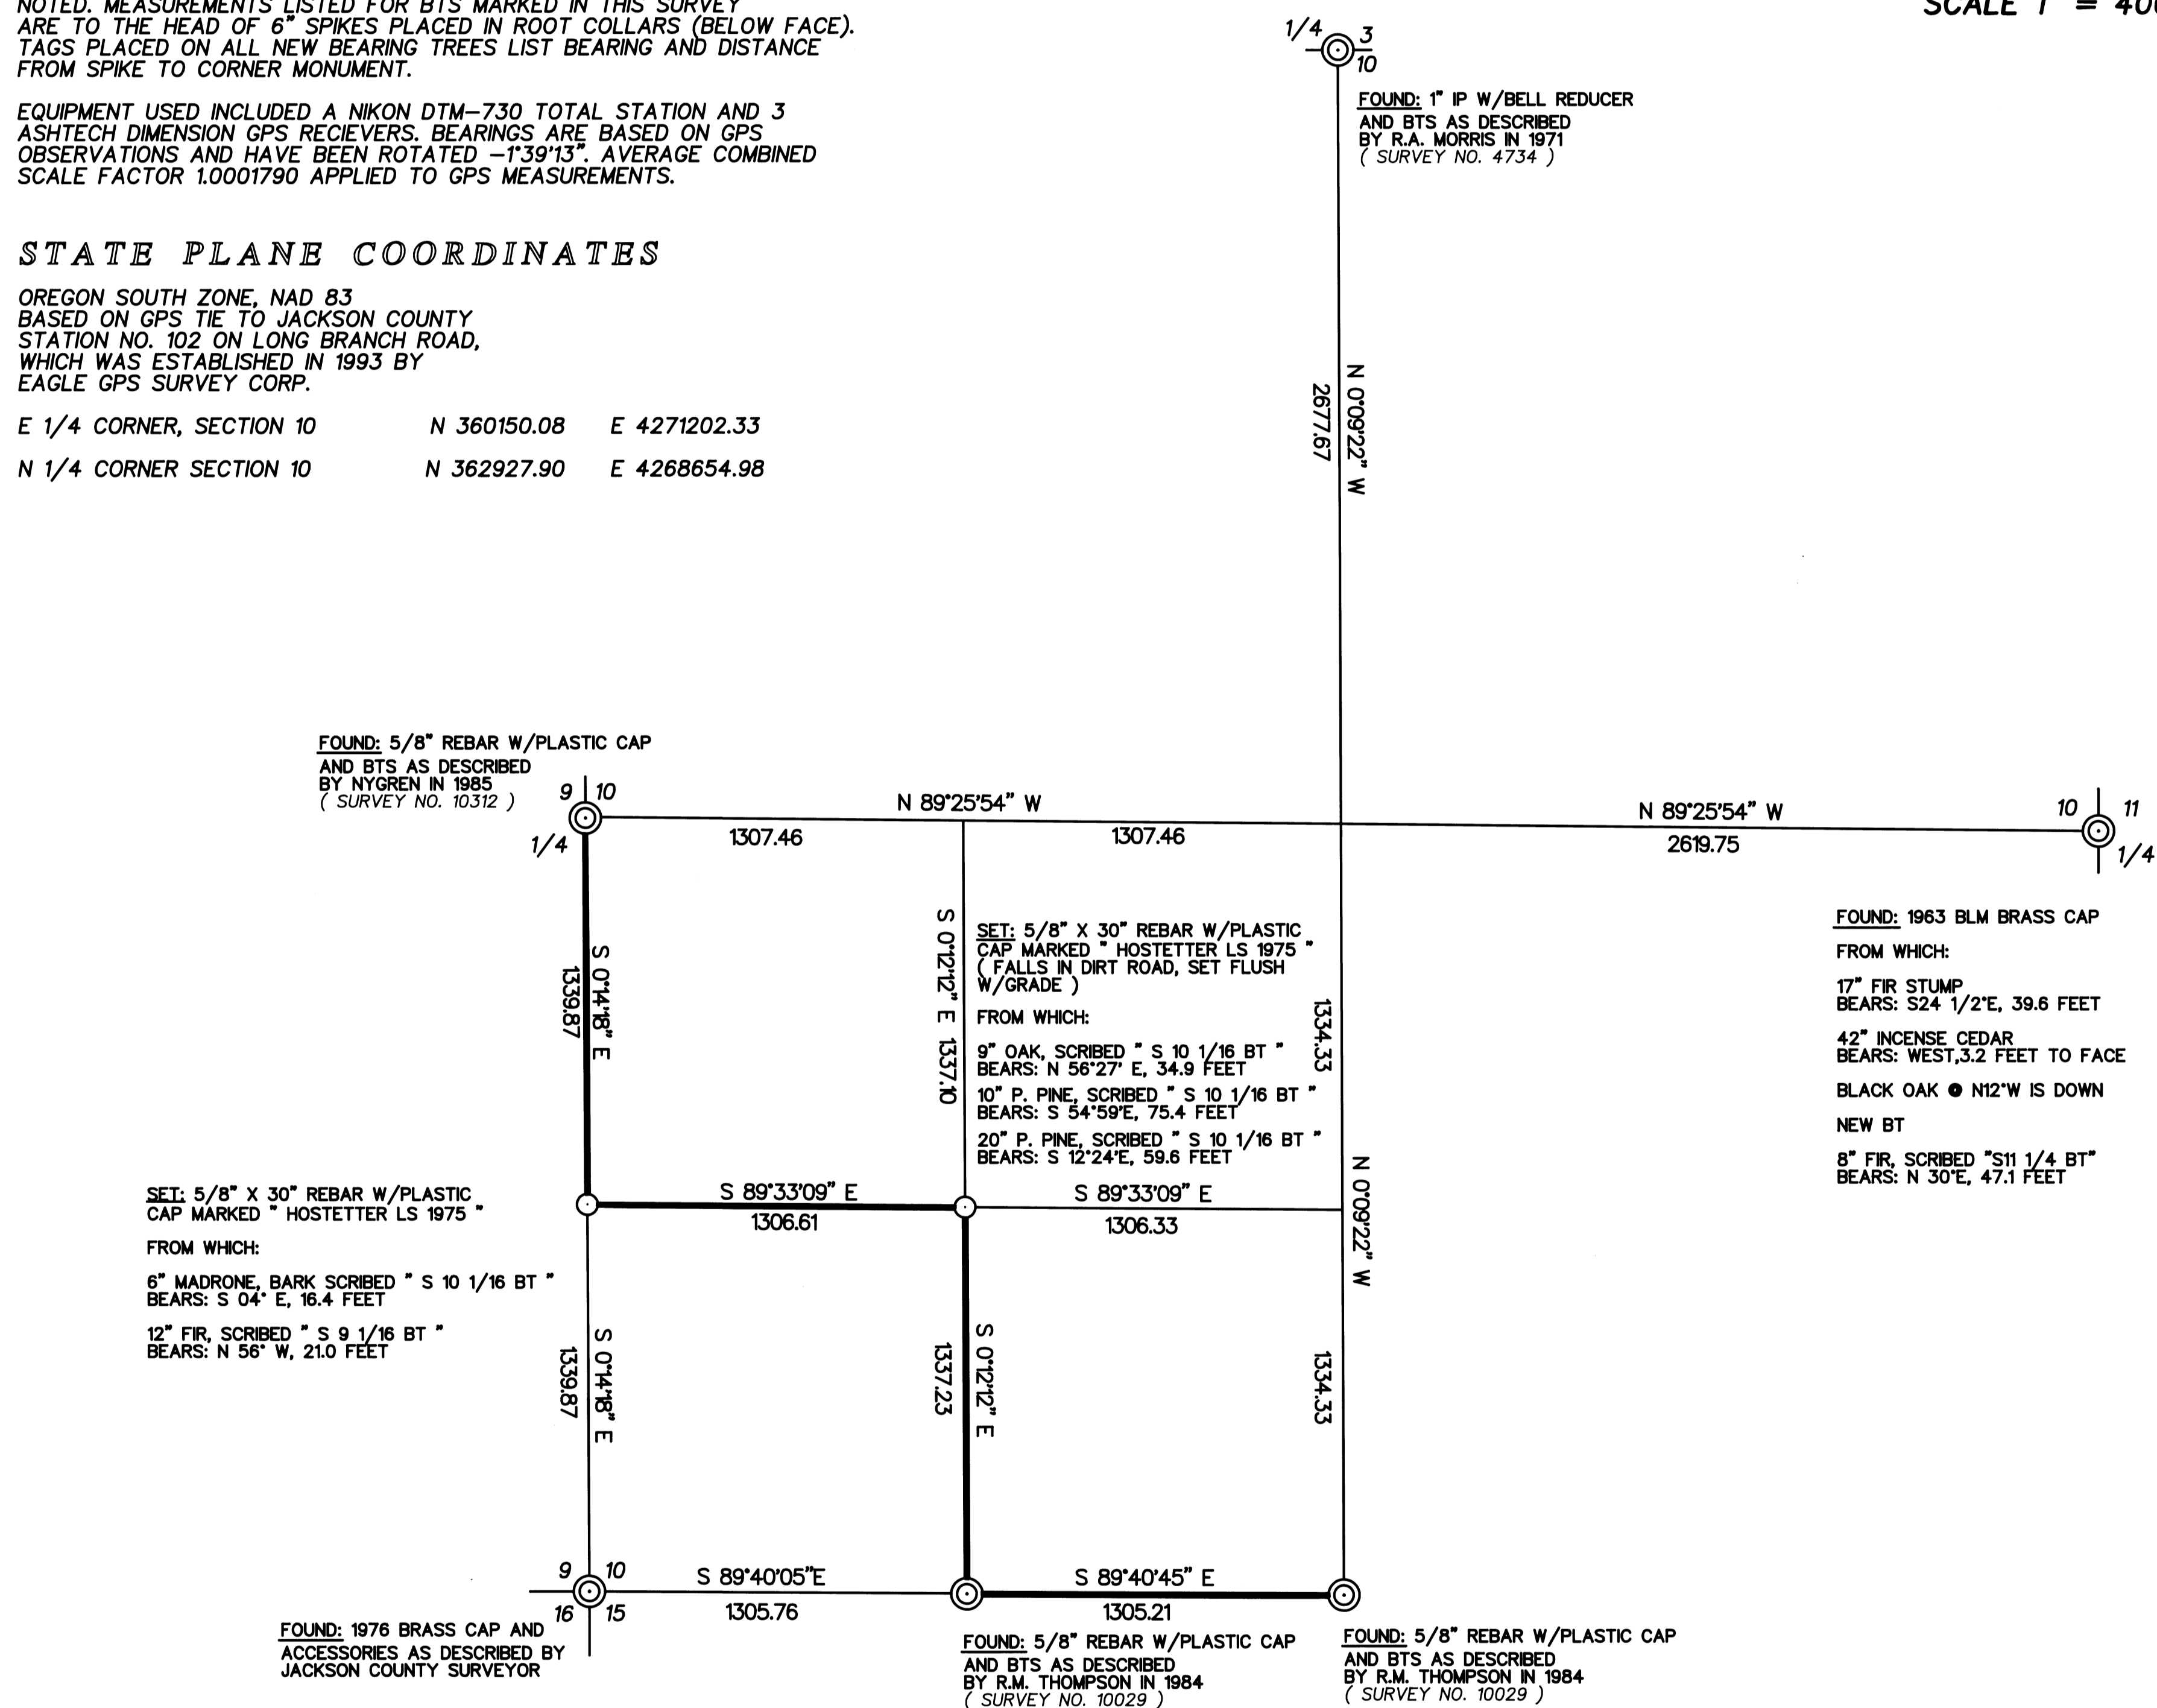 NOTED. MEASUREMENTS LISTED FOR BTS MARKED IN THIS SURVEY
ARE TO THE HEAD OF 6" SPIKES PLACED IN ROOT COLLARS (BELOW FACE).
TAGS PLACED ON ALL NEW BEARING TREES LIST BEARING AND DISTANCE
FROM SPIKE TO CORNER MONUMENT.
EQUIPMENT USED INCLUDED A NIKON DTM-730 TOTAL STATION AND 3
ASHTECH DIMENSION GPS RECIEVERS. BEARINGS ARE BASED ON GPS
OBSERVATIONS AND HAVE BEEN ROTATED -1°39'13". AVERAGE COMBINED
SCALE FACTOR 1.0001790 APPLIED TO GPS MEASUREMENTS.
STATE PLANE COORDINATES
OREGON SOUTH ZONE, NAD 83
BASED ON GPS TIE TO JACKSON COUNTY
STATION NO. 102 ON LONG BRANCH ROAD,
WHICH WAS ESTABLISHED IN 1993 BY
EAGLE GPS SURVEY CORP.
E 1/4 CORNER, SECTION 10 N 360150.08 E 4271202.33
N 1/4 CORNER SECTION 10 N 362927.90 E 4268654.98
SCALE 1" = 40
1/4 3
10
FOUND: 1" IP W/BELL REDUCER
AND BTS AS DESCRIBED
BY R.A. MORRIS IN 1971
( SURVEY NO. 4734 )
N 0°09'22" W
2677.67
FOUND: 5/8" REBAR W/PLASTIC CAP
AND BTS AS DESCRIBED
BY NYGREN IN 1985
( SURVEY NO. 10312 )
9 10
1/4
N 89°25'54" W
1307.46
1307.46
N 89°25'54" W
2619.75
10 11
1/4
S 0°14'18" E
1339.87
S 0°12'12" E 1337.10
SET: 5/8" X 30" REBAR W/PLASTIC
CAP MARKED " HOSTETTER LS 1975 "
( FALLS IN DIRT ROAD, SET FLUSH
W/GRADE )
FROM WHICH:
9" OAK, SCRIBED " S 10 1/16 BT "
BEARS: N 56°27' E, 34.9 FEET
10" P. PINE, SCRIBED " S 10 1/16 BT "
BEARS: S 54°59'E, 75.4 FEET
20" P. PINE, SCRIBED " S 10 1/16 BT "
BEARS: S 12°24'E, 59.6 FEET
1334.33
N 0°09'22" W
FOUND: 1963 BLM BRASS CAP
FROM WHICH:
17" FIR STUMP
BEARS: S24 1/2°E, 39.6 FEET
42" INCENSE CEDAR
BEARS: WEST,3.2 FEET TO FACE
BLACK OAK @ N12°W IS DOWN
NEW BT
8" FIR, SCRIBED "S11 1/4 BT"
BEARS: N 30°E, 47.1 FEET
SET: 5/8" X 30" REBAR W/PLASTIC
CAP MARKED " HOSTETTER LS 1975 "
FROM WHICH:
6" MADRONE, BARK SCRIBED " S 10 1/16 BT "
BEARS: S 04° E, 16.4 FEET
12" FIR, SCRIBED " S 9 1/16 BT "
BEARS: N 56° W, 21.0 FEET
S 89°33'09" E
1306.61
S 89°33'09" E
1306.33
S 0°14'18" E
1339.87
S 0°12'12" E
1337.23
1334.33
9 10
16 15
S 89°40'05"E
1305.76
S 89°40'45" E
1305.21
FOUND: 1976 BRASS CAP AND
ACCESSORIES AS DESCRIBED BY
JACKSON COUNTY SURVEYOR
FOUND: 5/8" REBAR W/PLASTIC CAP
AND BTS AS DESCRIBED
BY R.M. THOMPSON IN 1984
( SURVEY NO. 10029 )
FOUND: 5/8" REBAR W/PLASTIC CAP
AND BTS AS DESCRIBED
BY R.M. THOMPSON IN 1984
( SURVEY NO. 10029 )